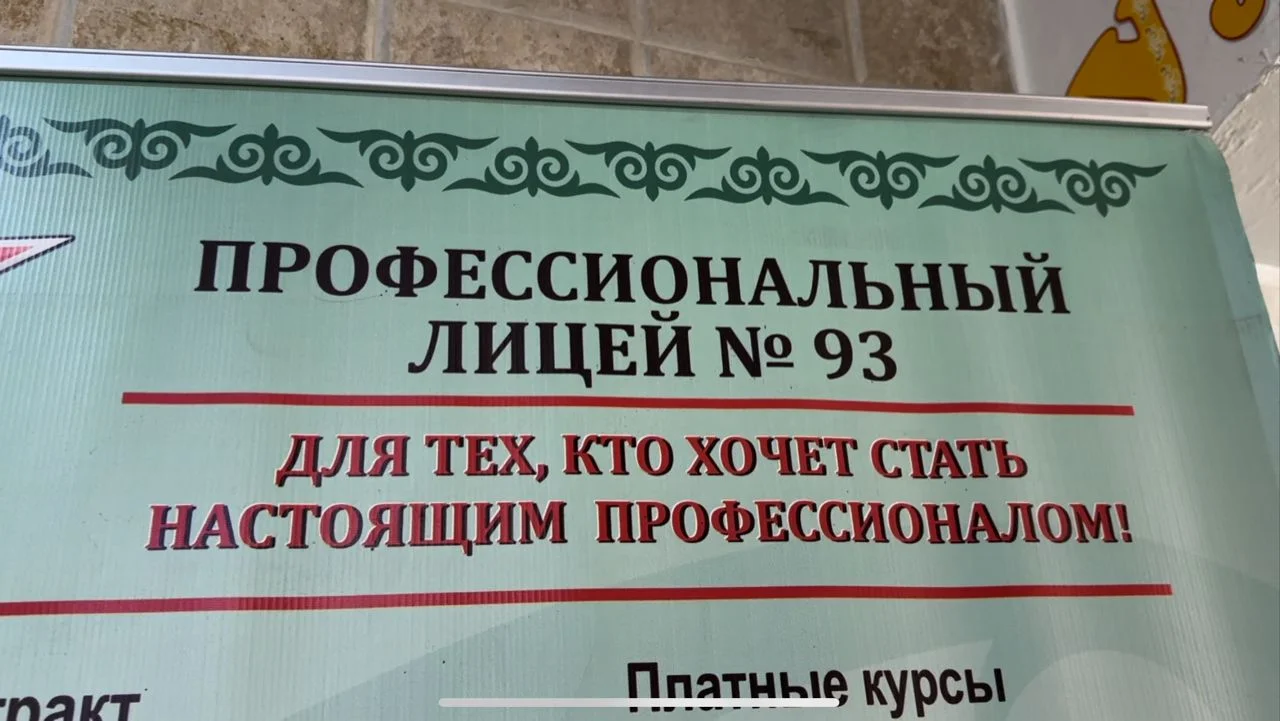 ПРОФЕССИОНАЛЬНЫЙ
ЛИЦЕЙ № 93
ДЛЯ ТЕХ, КТО ХОЧЕТ СТАТЬ
НАСТОЯЩИМ ПРОФЕССИОНАЛОМ!
Платные курсы